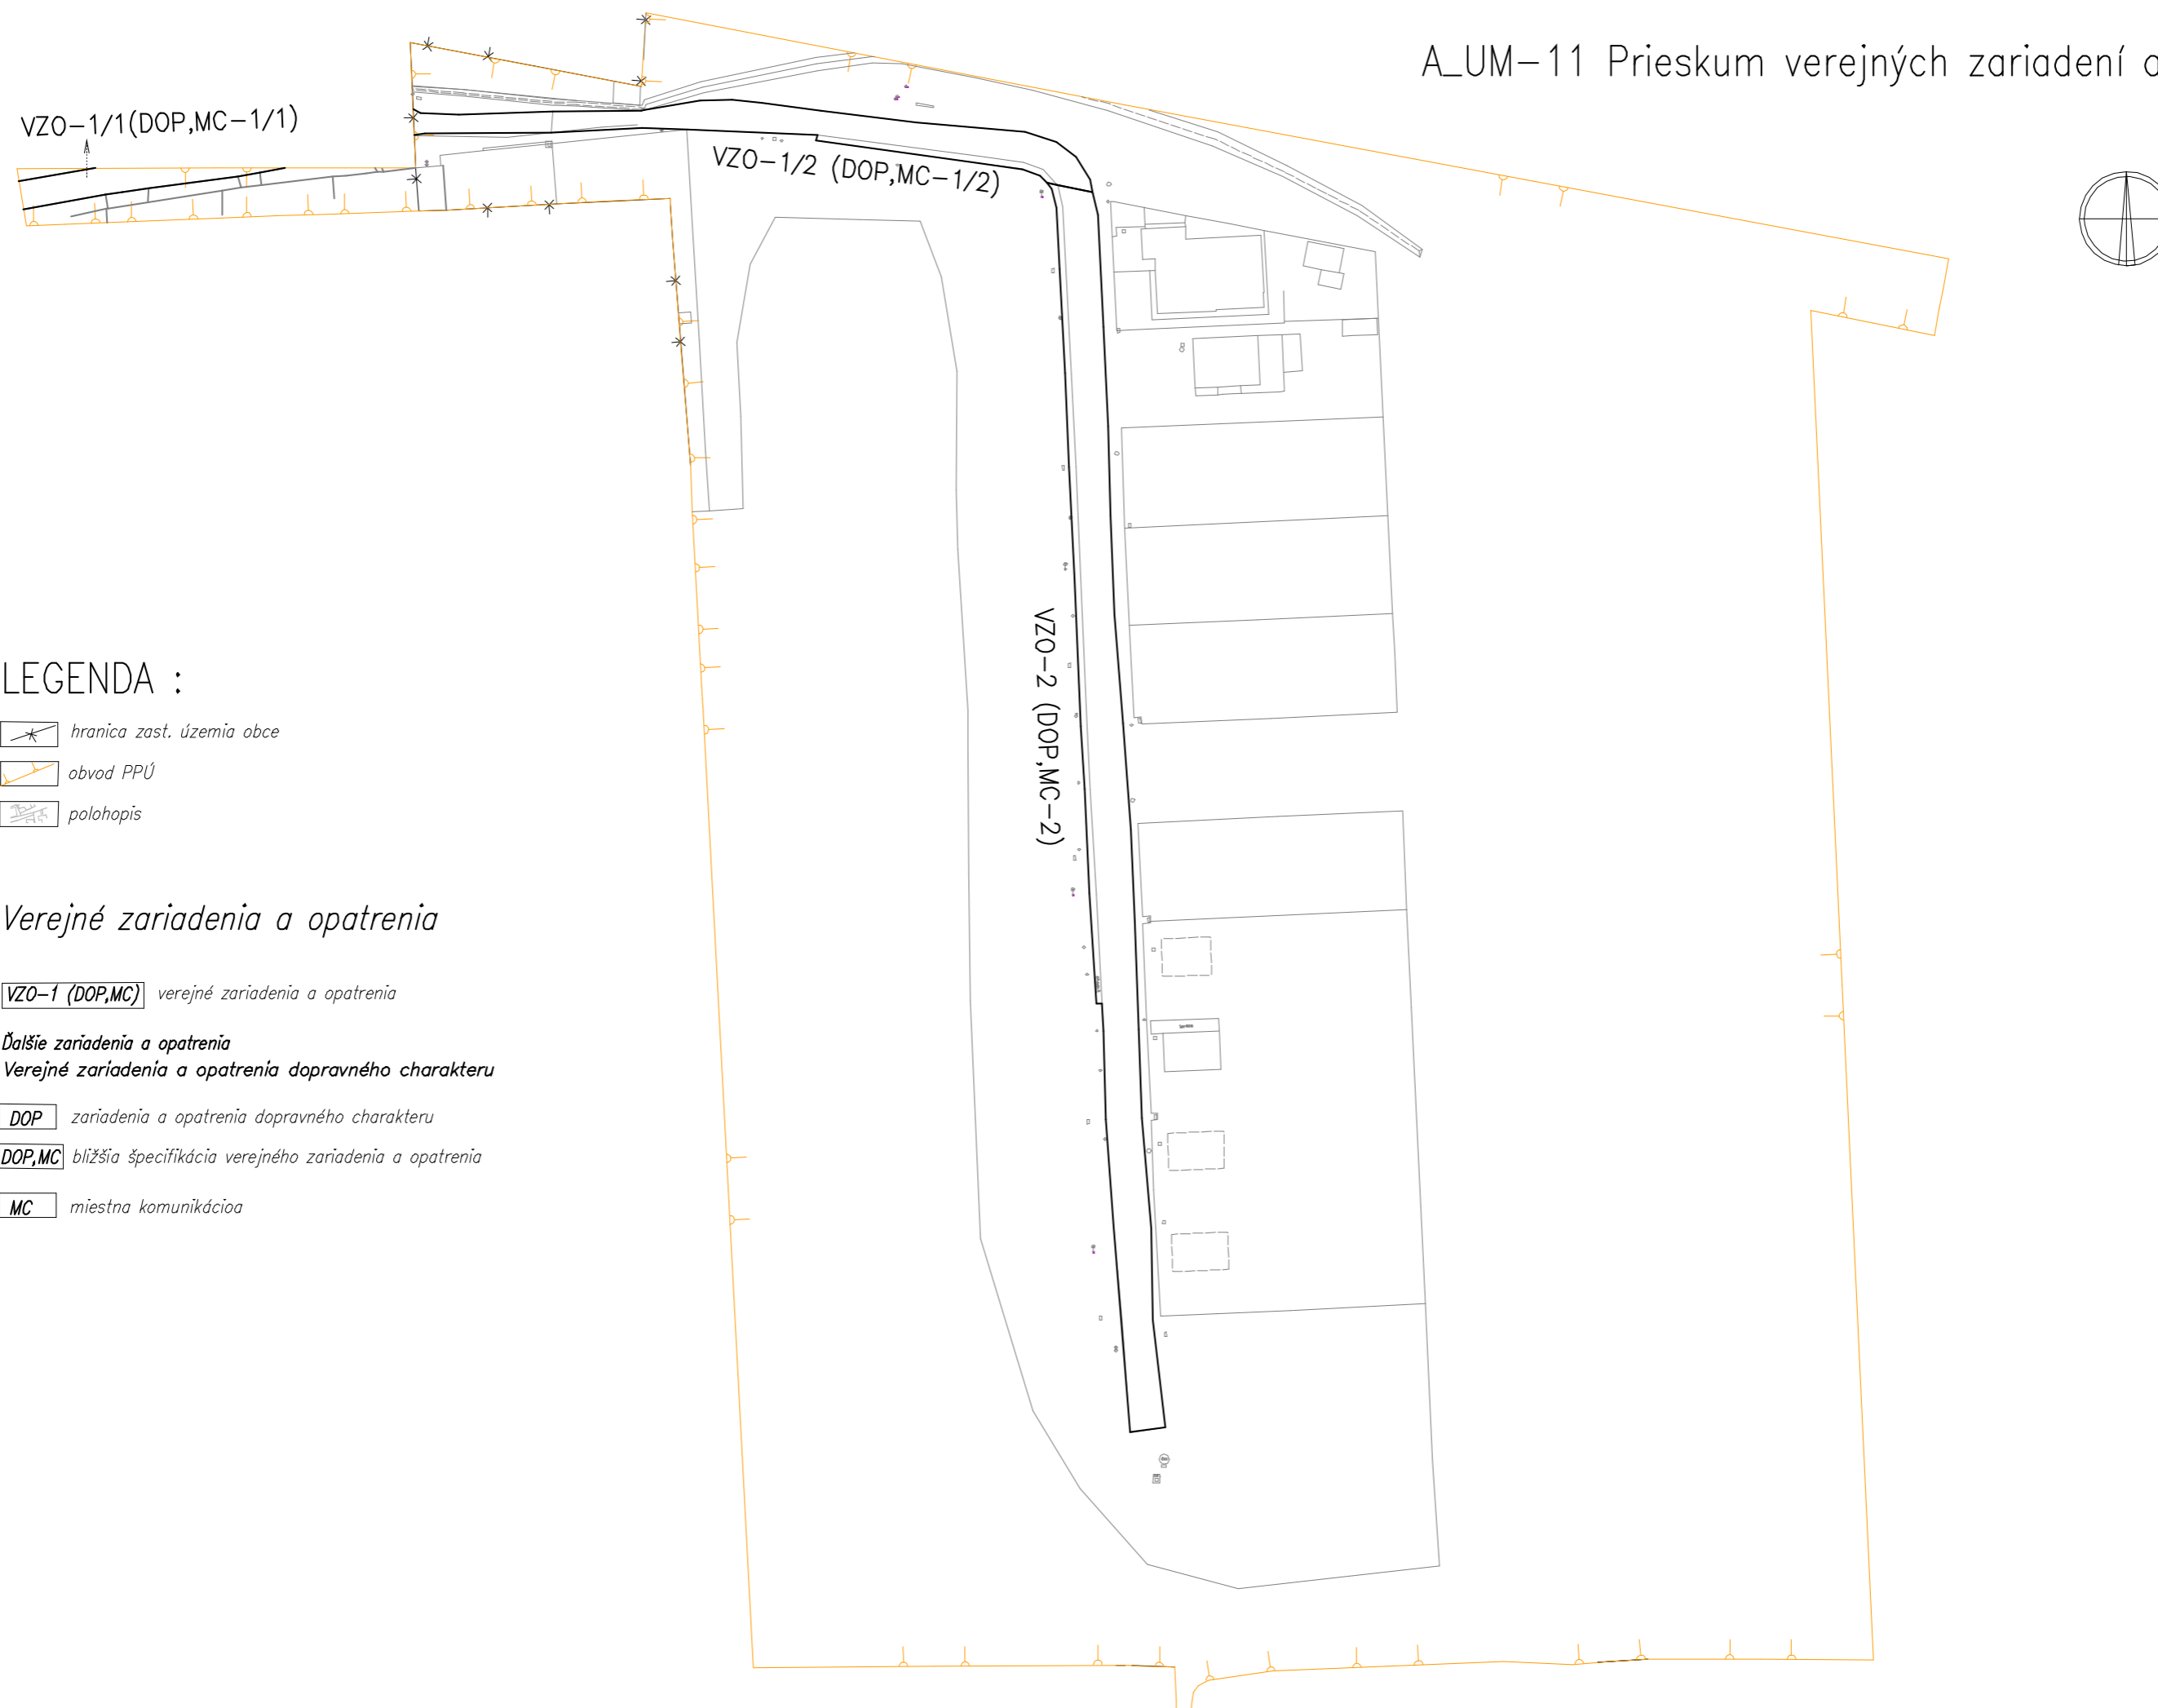 A_UM-11 Prieskum verejných zariadení a
VZO-1/1(DOP,MC-1/1)
VZO-1/2 (DOP,MC-1/2)
VZO-2 (DOP,MC-2)
LEGENDA :
hranica zast. územia obce
obvod PPÚ
polohopis
Verejné zariadenia a opatrenia
VZO-1 (DOP,MC) verejné zariadenia a opatrenia
Ďalšie zariadenia a opatrenia
Verejné zariadenia a opatrenia dopravného charakteru
DOP zariadenia a opatrenia dopravného charakteru
DOP,MC bližšia špecifikácia verejného zariadenia a opatrenia
MC miestna komunikácioa